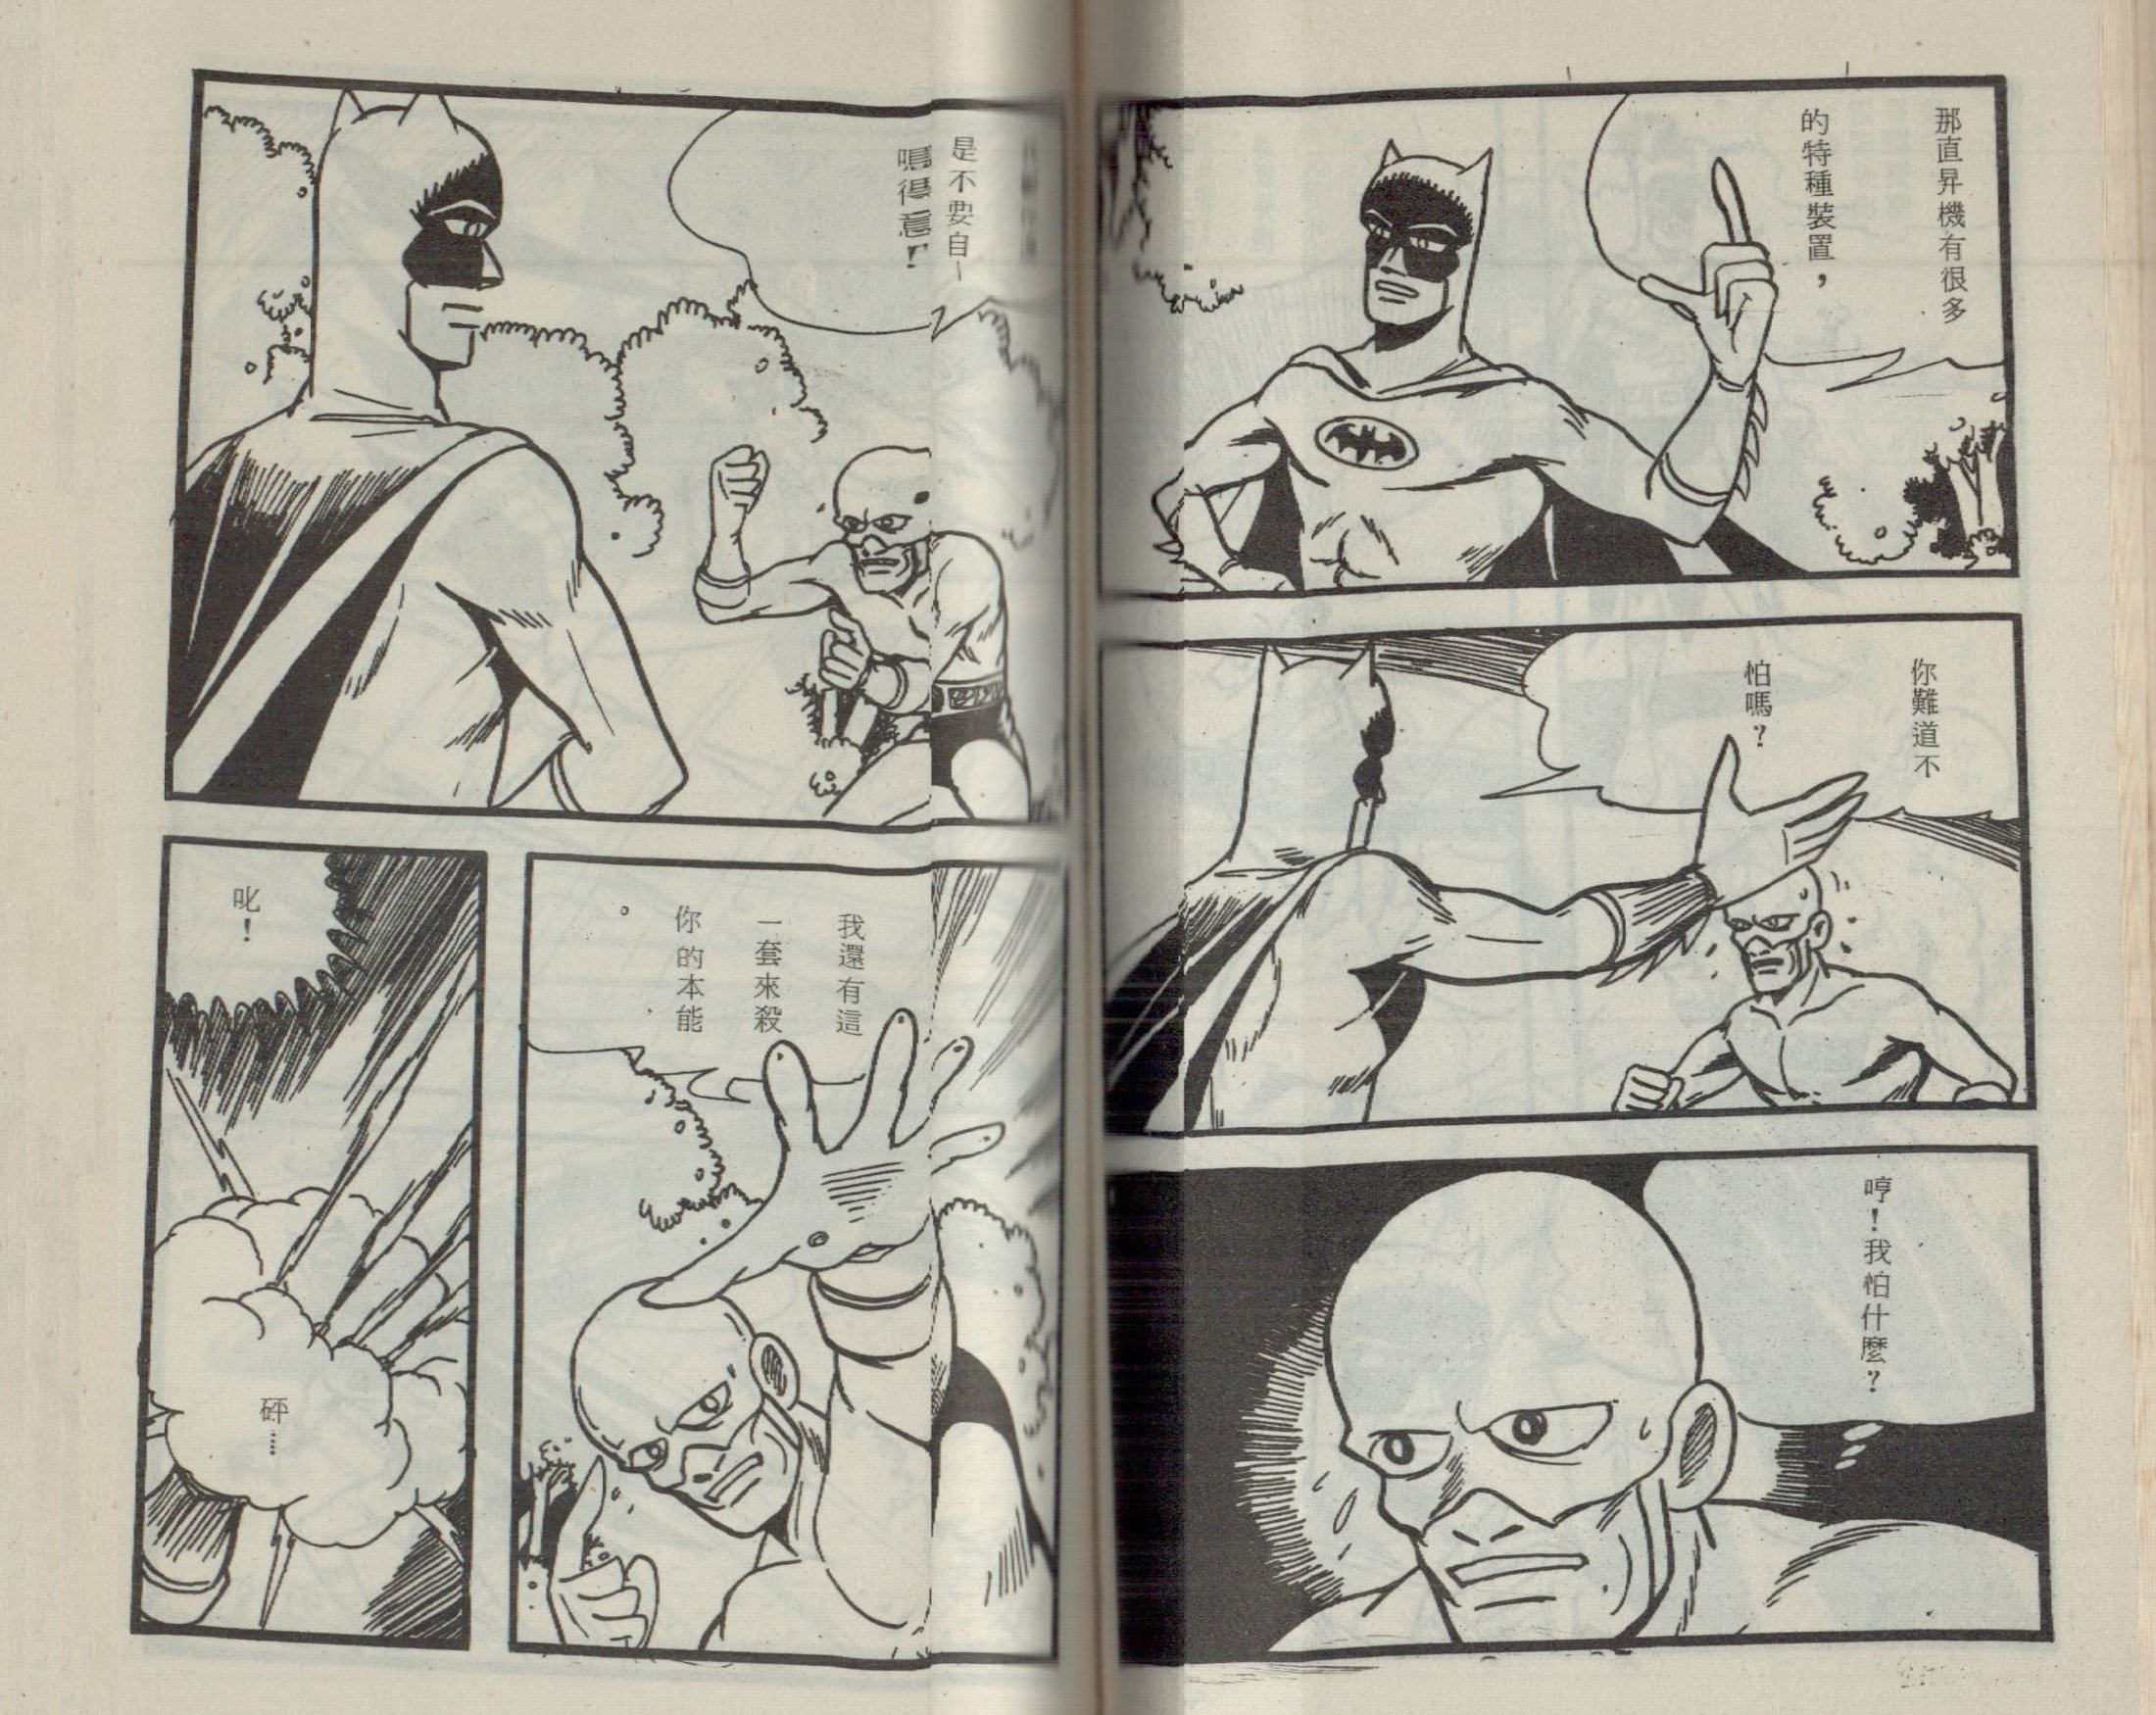 那直昇機有很多
的特種裝置，
你難道不
怕嗎？
哼！我怕什麼？
是不要自
鳴得意！
我還有這
一套來殺
你的本能
。
叱！
砰……